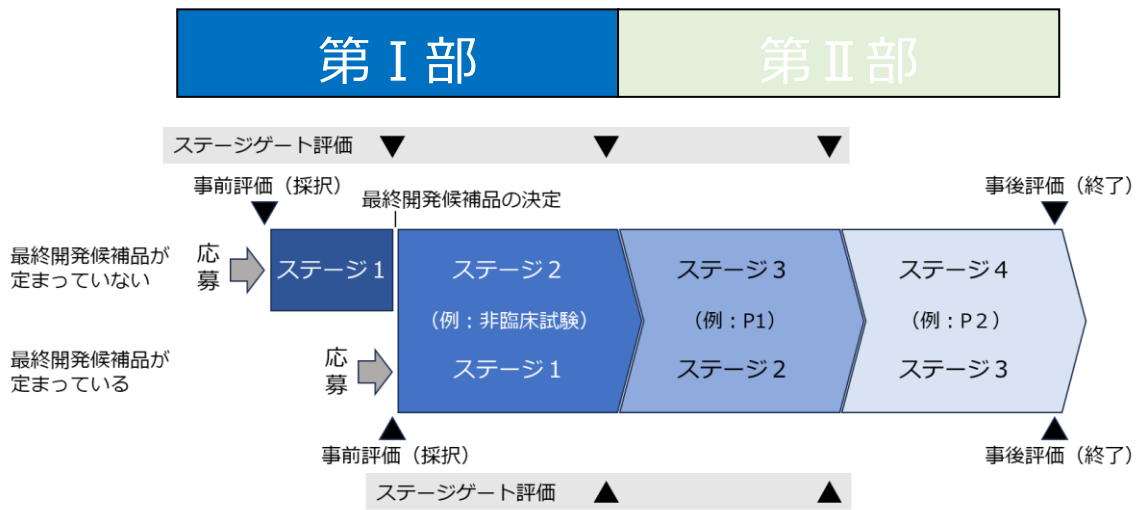 第Ⅰ部
第Ⅱ部
ステージゲート評価
事前評価（採択）
最終開発候補品の決定
事後評価（終了）
最終開発候補品が
定まっていない
応
募
ステージ１
ステージ２
ステージ３
ステージ４
（例：非臨床試験）
（例：P1）
（例：P２）
最終開発候補品が
定まっている
応
募
ステージ１
ステージ２
ステージ３
事前評価（採択）
事後評価（終了）
ステージゲート評価